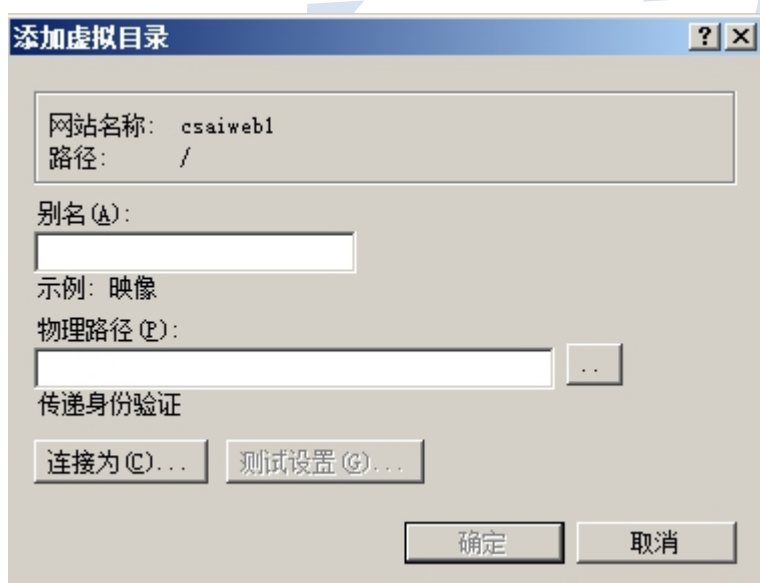 添加虚拟目录
网站名称: csaiweb1
路径: /
别名(A):
示例: 映像
物理路径(P):
..
传递身份验证
连接为(C)... 测试设置(G)...
确定 取消